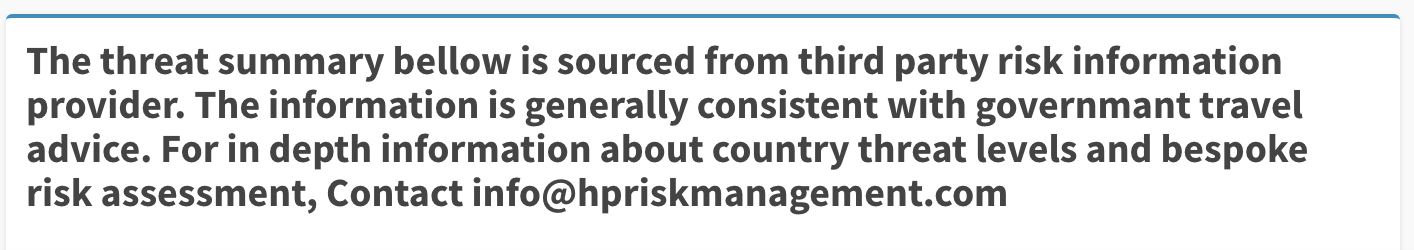 The threat summary bellow is sourced from third party risk information
provider. The information is generally consistent with governmant travel
advice. For in depth information about country threat levels and bespoke
risk assessment, Contact info@hpriskmanagement.com